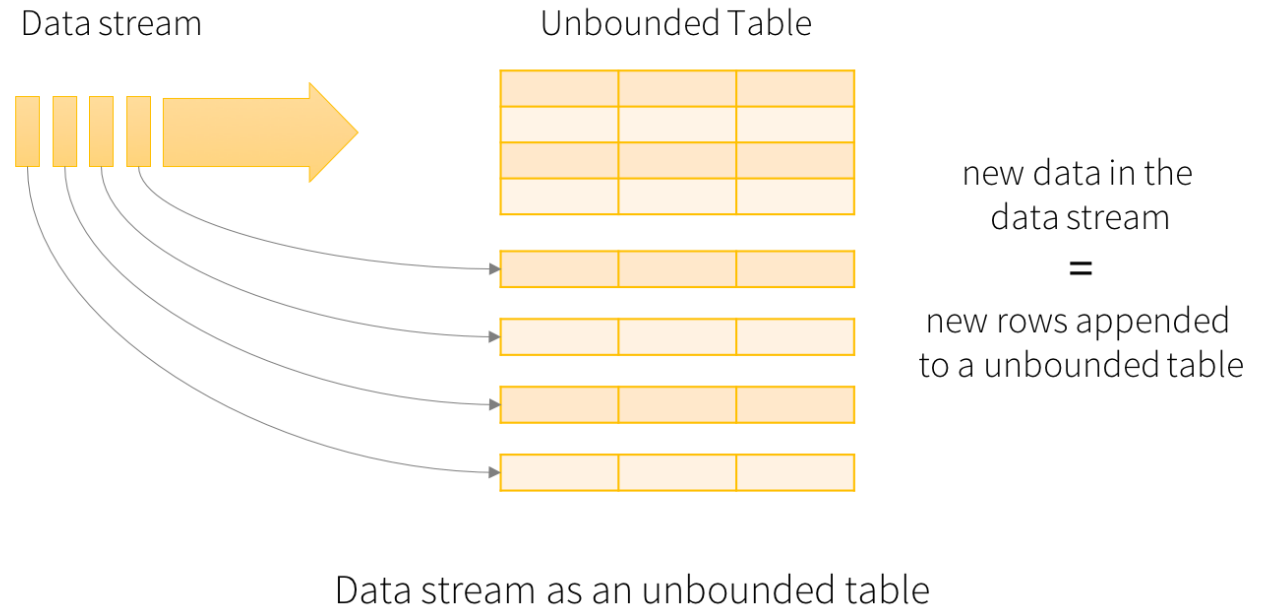 Data stream
Unbounded Table
new data in the
data stream
=
new rows appended
to a unbounded table
Data stream as an unbounded table